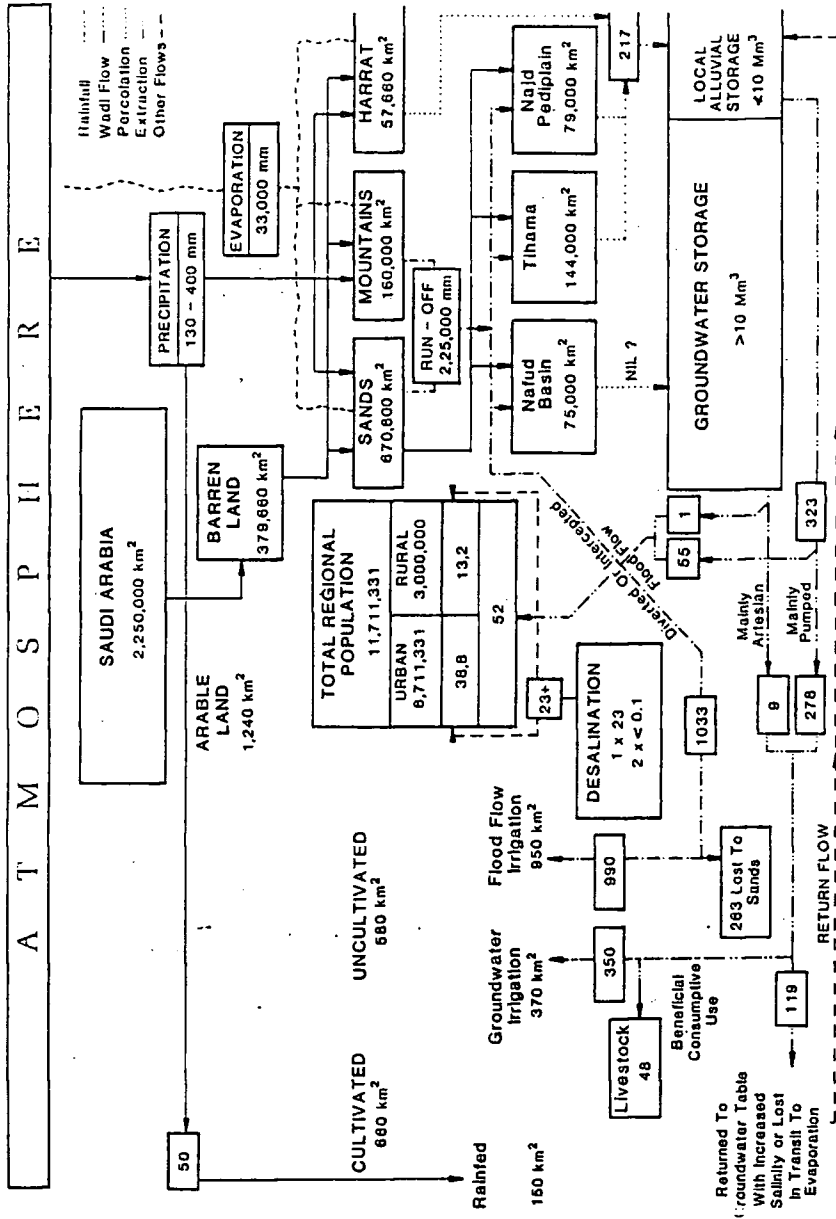 A T M O S P H E R E
Rainfall
Wadi Flow
Percolation
Extraction
Other Flows
SAUDI ARABIA
2,250,000 km²
PRECIPITATION
130 – 400 mm
EVAPORATION
33,000 mm
ARABLE
LAND
1,240 km²
BARREN
LAND
379,660 km²
50
CULTIVATED
660 km²
UNCULTIVATED
580 km²
SANDS
670,600 km²
MOUNTAINS
160,000 km²
HARRAT
57,660 km²
RUN - OFF
2,25,000 mm
TOTAL REGIONAL
POPULATION
11,711,331
URBAN
8,711,331
RURAL
3,000,000
38,8
13,2
52
23+
DESALINATION
1 x 23
2 x < 0.1
Rainfed
150 km²
Groundwater
Irrigation
370 km²
Flood Flow
Irrigation
950 km²
Diverted Or Intercepted
Flood Flow
Nafud
Basin
75,000 km²
Tihama
144,000 km²
Najd
Pediplain
79,000 km²
NIL ?
217
350
990
1033
Livestock
48
263 Lost To
Sands
Beneficial
Consumptive
Use
55
1
323
Mainly
Artesian
Mainly
Pumped
9
278
119
GROUNDWATER STORAGE
>10 Mm³
LOCAL
ALLUVIAL
STORAGE
<10 Mm³
Returned To
Groundwater Table
With Increased
Salinity or Lost
In Transit To
Evaporation
RETURN FLOW